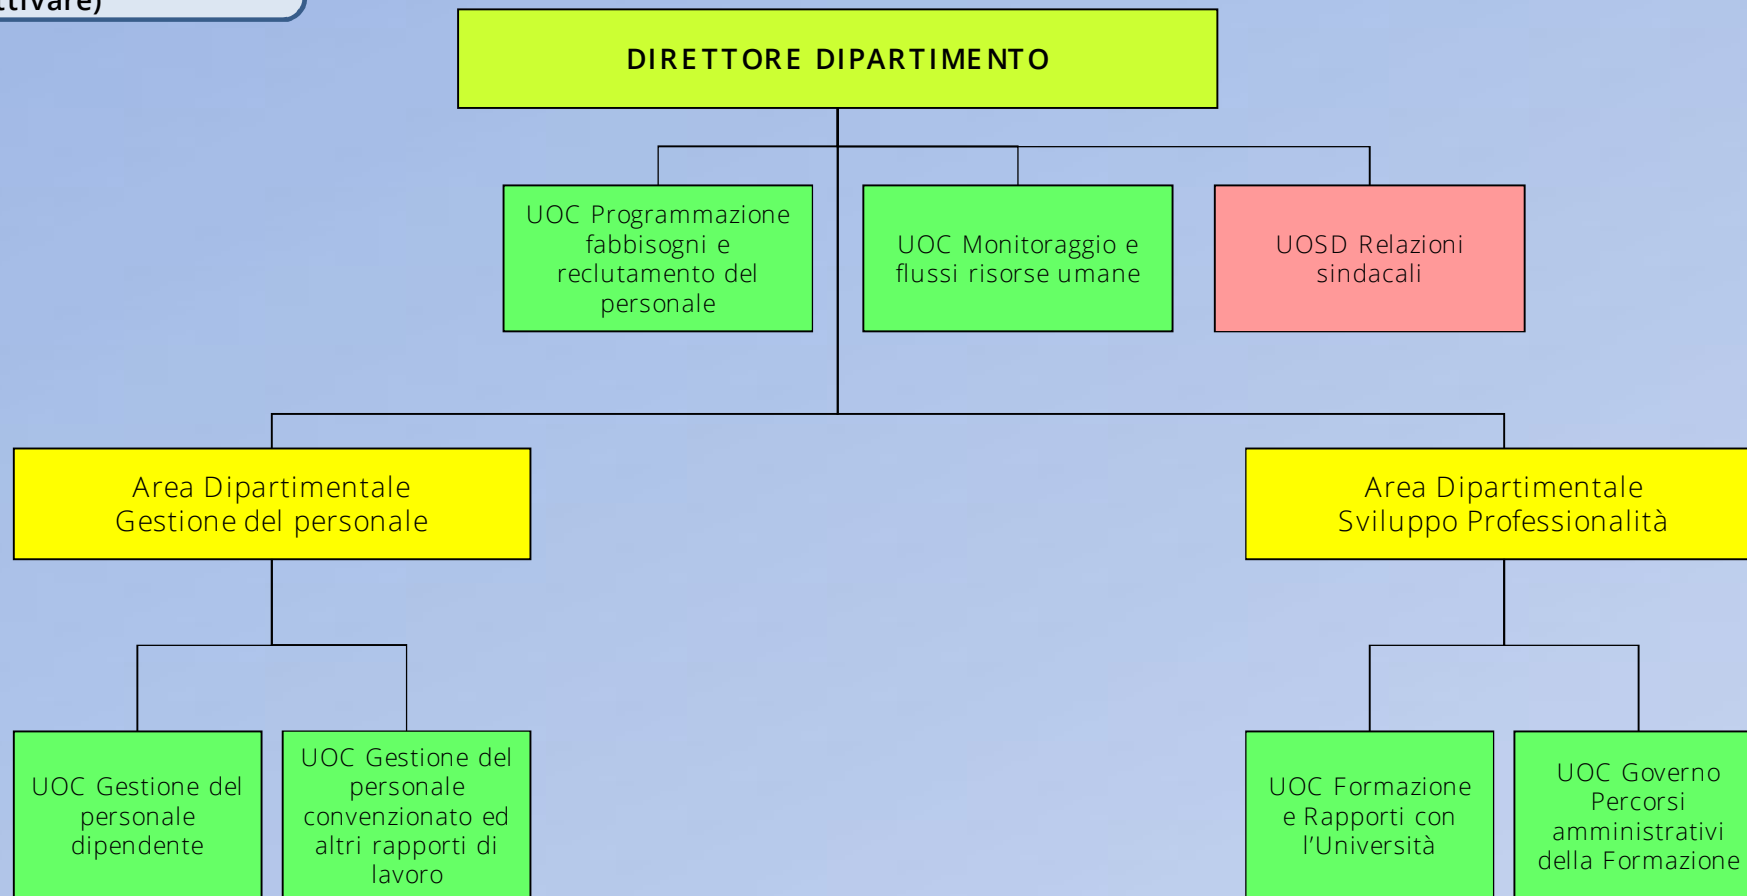 DIRETTORE DIPARTIMENTO
UOC Programmazione
fabbisogni e
reclutamento del
personale
UOC Monitoraggio e
flussi risorse umane
UOSD Relazioni
sindacali
Area Dipartimentale
Gestione del personale
Area Dipartimentale
Sviluppo Professionalità
UOC Gestione del
personale
dipendente
UOC Gestione del
personale
convenzionato ed
altri rapporti di
lavoro
UOC Formazione
e Rapporti con
l’Università
UOC Governo
Percorsi
amministrativi
della Formazione